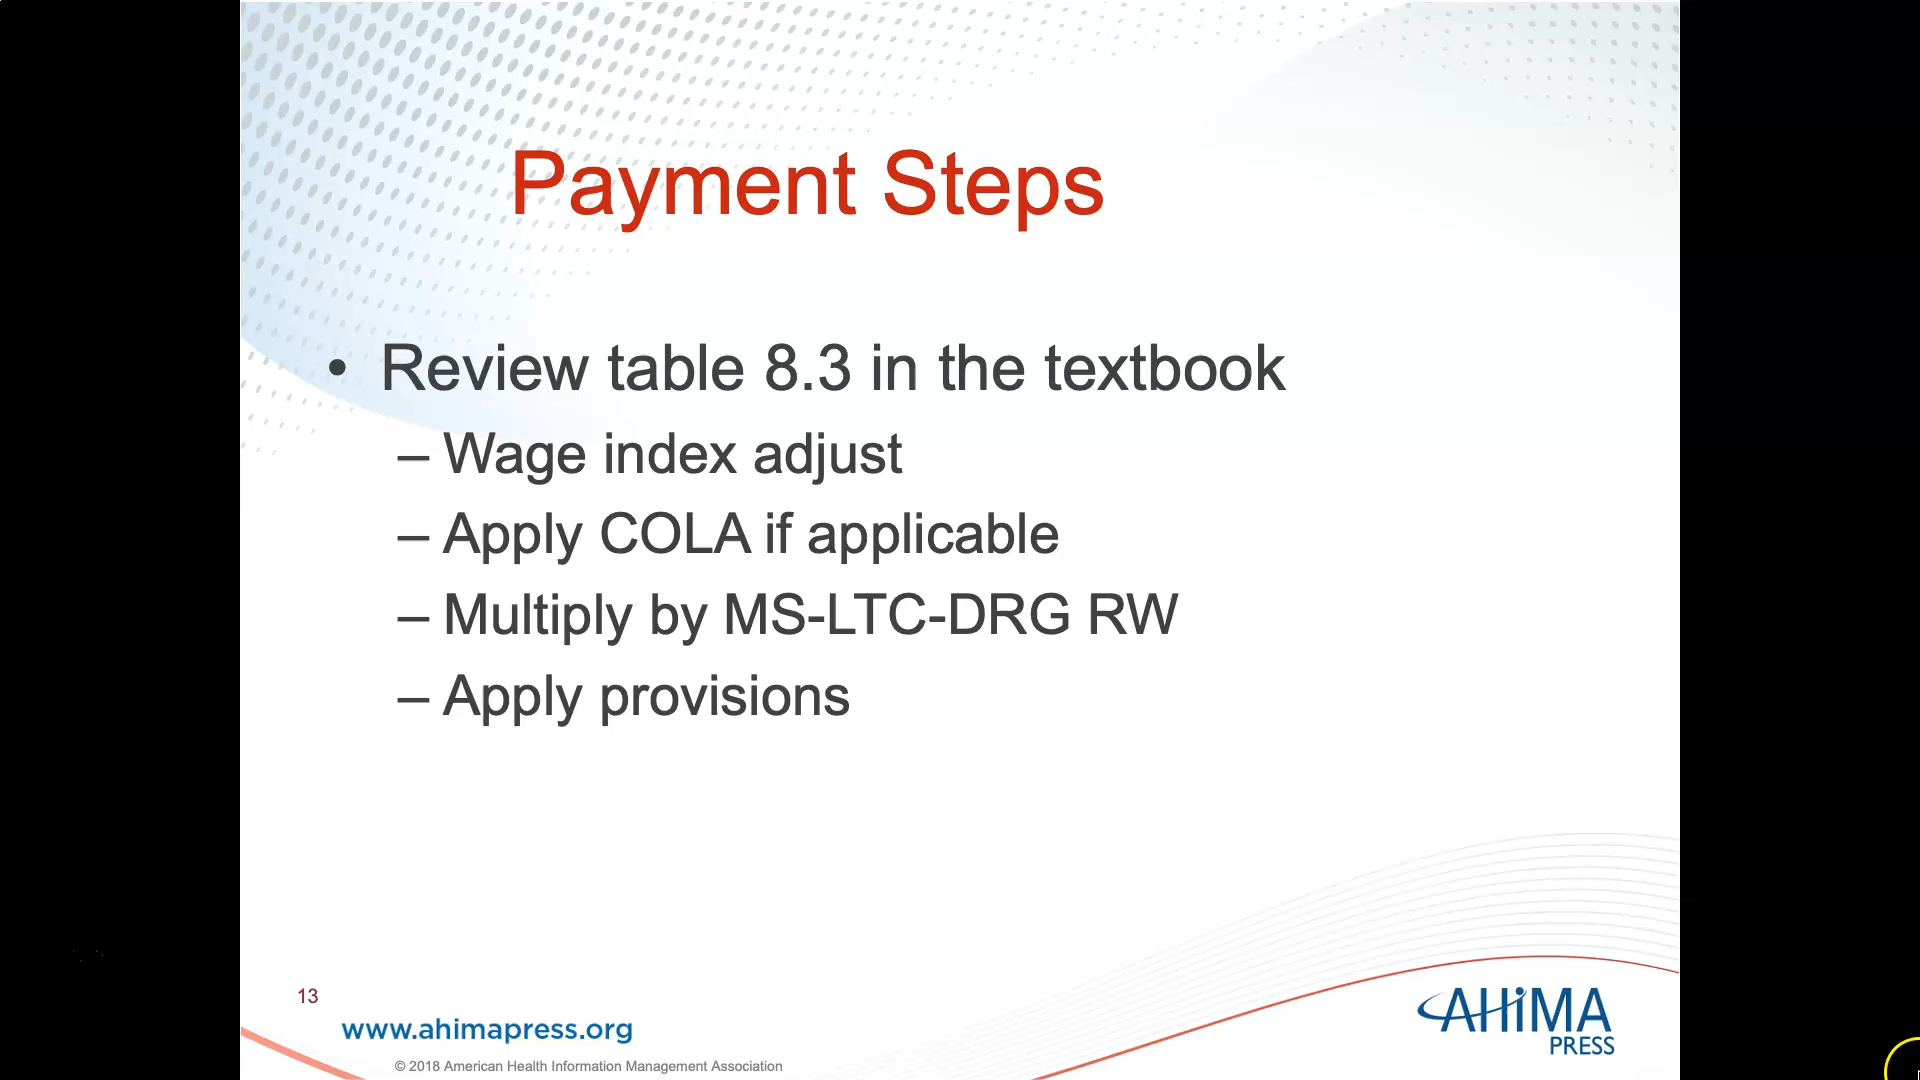 Payment Steps
• Review table 8.3 in the textbook
– Wage index adjust
– Apply COLA if applicable
– Multiply by MS-LTC-DRG RW
– Apply provisions
13
www.ahimapress.org
© 2018 American Health Information Management Association
AHiMA
PRESS